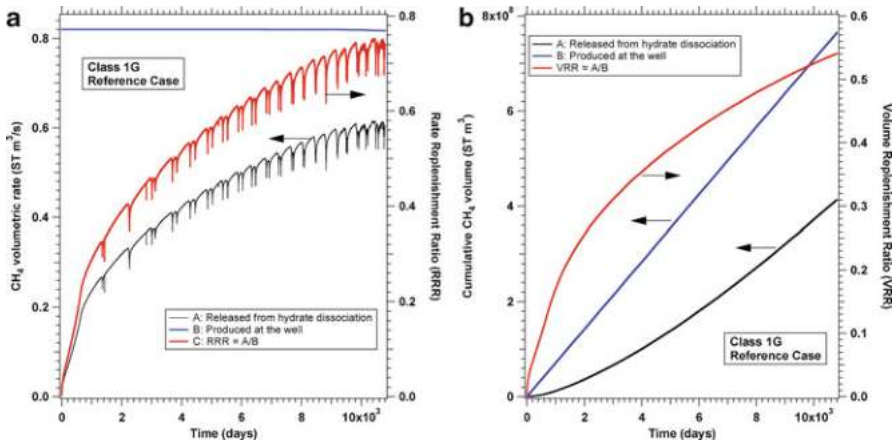 a
CH₄ volumetric rate (ST m³/s)
0.8
0.6
0.4
0.2
0.0
Class 1G
Reference Case
A: Released from hydrate dissociation
B: Produced at the well
C: RRR = A/B
0.8
0.6
0.4
0.2
0.0
Rate Replenishment
Ratio (RRR)
0 2 4 6 8 10x10³
Time (days)
b
Cumulative CH₄ volume (ST m³)
8x10⁸
6
4
2
0
A: Released from hydrate dissociation
B: Produced at the well
VRR = A/B
Class 1G
Reference Case
0.6
0.5
0.4
0.3
0.2
0.1
0.0
Volume Replenishment
Ratio (VRR)
0 2 4 6 8 10x10³
Time (days)